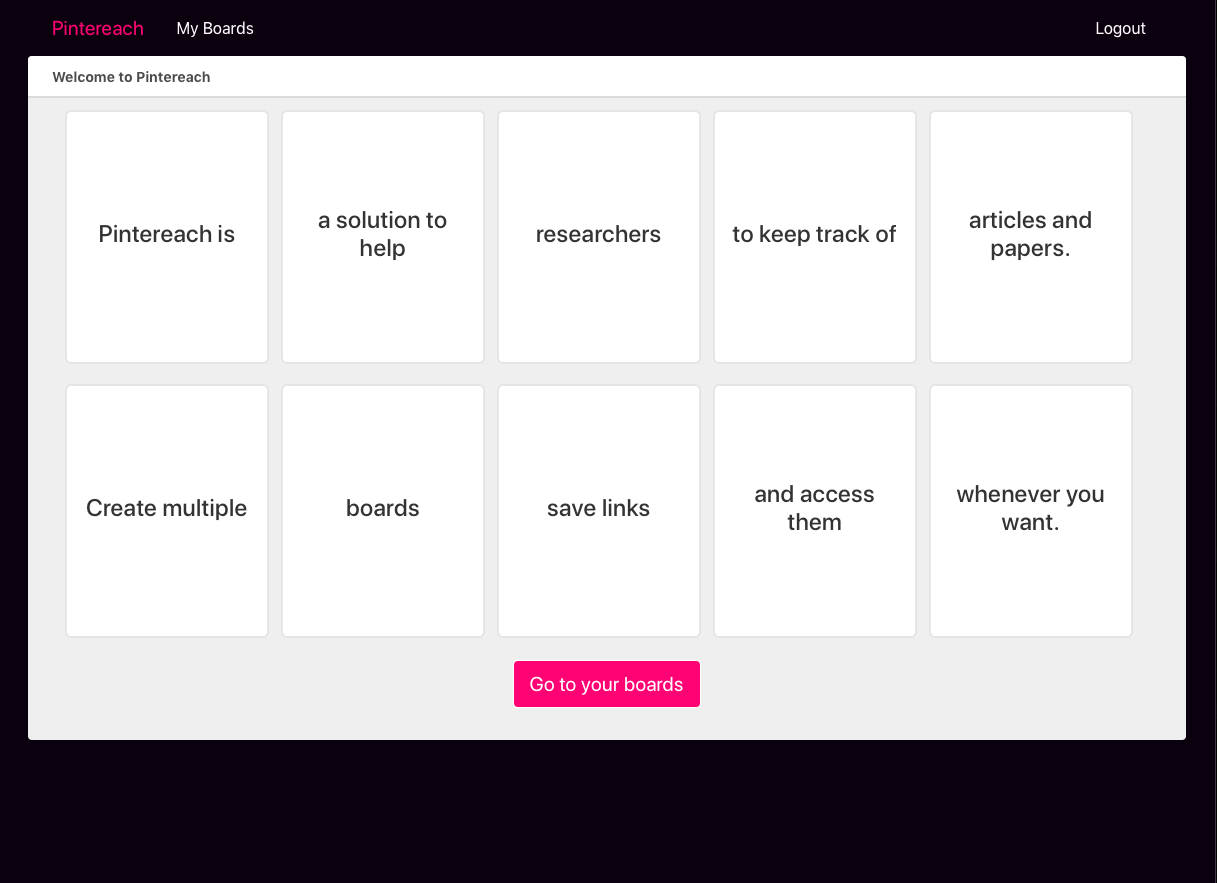 Pintereach My Boards Logout
Welcome to Pintereach
Pintereach is
a solution to
help
researchers
to keep track of
articles and
papers.
Create multiple
boards
save links
and access
them
whenever you
want.
Go to your boards